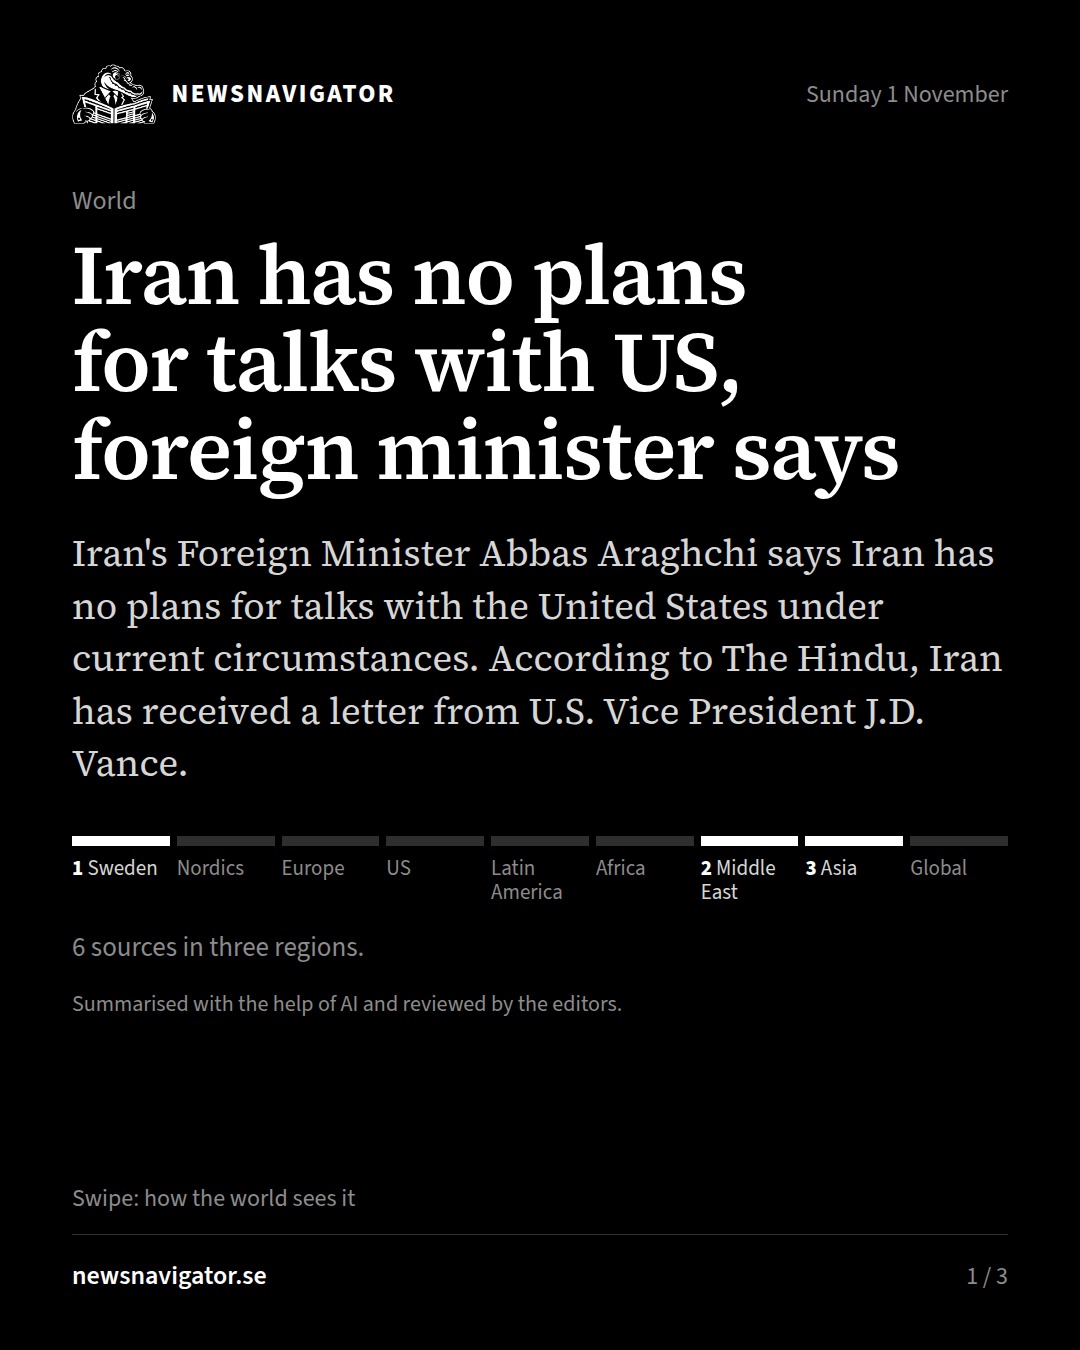 NEWSNAVIGATOR
Sunday 1 November
World
Iran has no plans
for talks with US,
foreign minister says
Iran's Foreign Minister Abbas Araghchi says Iran has
no plans for talks with the United States under
current circumstances. According to The Hindu, Iran
has received a letter from U.S. Vice President J.D.
Vance.
1 Sweden
Nordics
Europe
US
Latin
America
Africa
2 Middle
East
3 Asia
Global
6 sources in three regions.
Summarised with the help of AI and reviewed by the editors.
Swipe: how the world sees it
newsnavigator.se
1 / 3